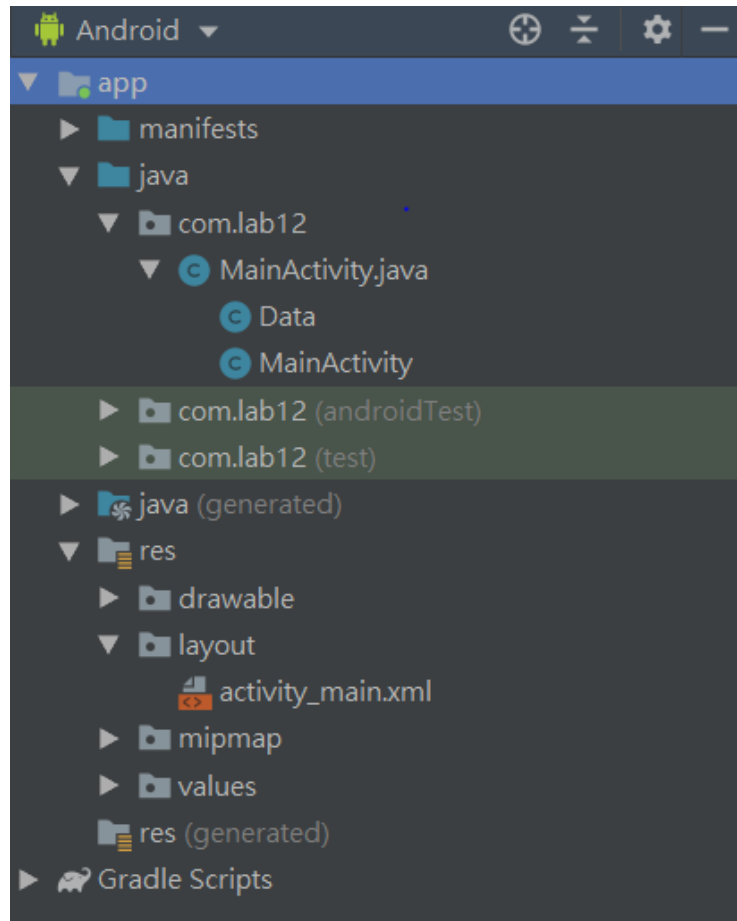 Android
app
manifests
java
com.lab12
MainActivity.java
Data
MainActivity
com.lab12 (androidTest)
com.lab12 (test)
java (generated)
res
drawable
layout
activity_main.xml
mipmap
values
res (generated)
Gradle Scripts